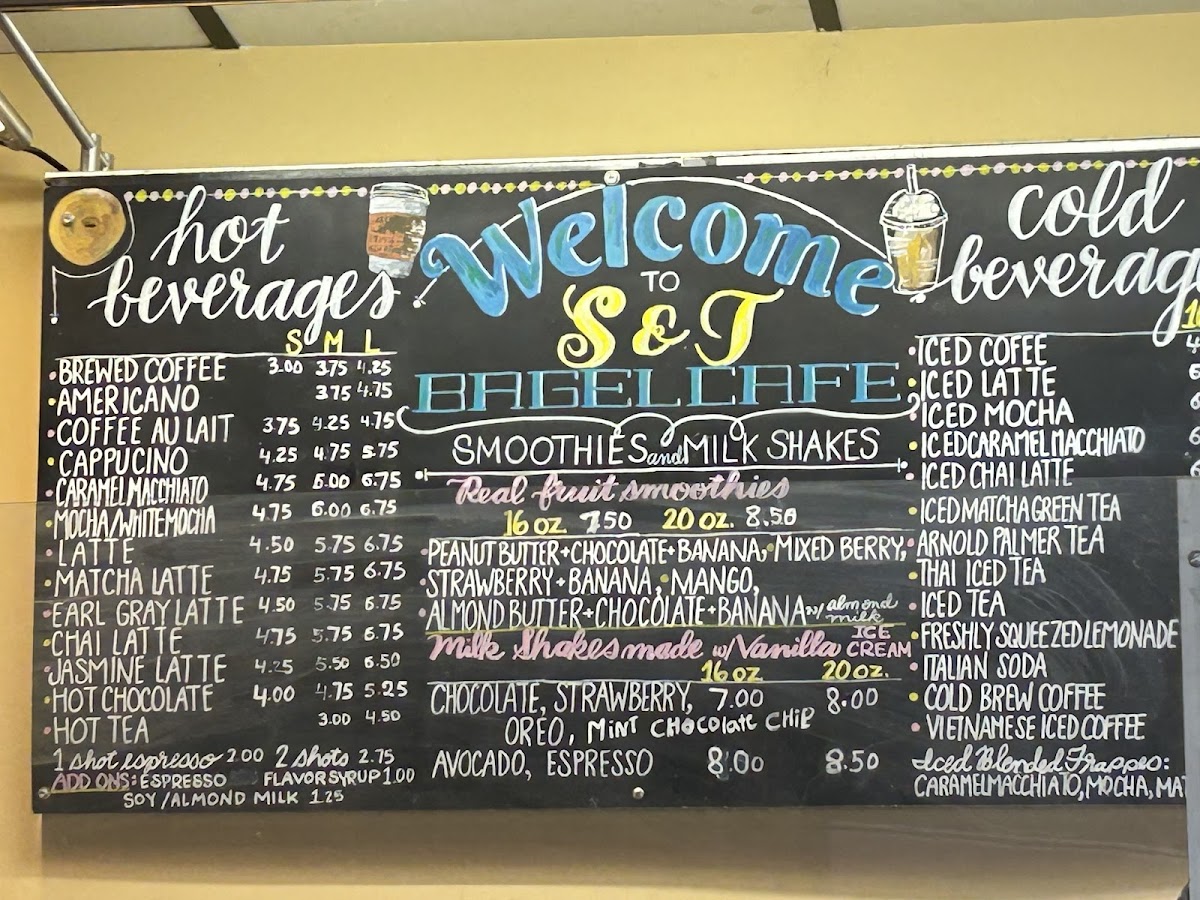 hot
beverages
S M L
BREWED COFFEE 3.00 3.75 4.25
AMERICANO 3.75 4.75
COFFEE AU LAIT 3.75 4.25 4.75
CAPPUCINO 4.25 4.75 5.75
CARAMEL MACCHIATO 4.75 6.00 6.75
MOCHA/WHITE MOCHA 4.75 6.00 6.75
LATTE 4.50 5.75 6.75
MATCHA LATTE 4.75 5.75 6.75
EARL GRAY LATTE 4.50 5.75 6.75
CHAI LATTE 4.75 5.75 6.75
JASMINE LATTE 4.25 5.50 6.50
HOT CHOCOLATE 4.00 4.75 5.25
HOT TEA 3.00 4.50
1 shot espresso 2.00 2 shots 2.75
ADD ONS: ESPRESSO FLAVOR SYRUP 1.00
SOY/ALMOND MILK 1.25
Welcome
TO
S & T
BAGEL CAFE
SMOOTHIES and MILK SHAKES
Real fruit smoothies
16 oz. 7.50 20 oz. 8.50
PEANUT BUTTER+CHOCOLATE+BANANA, MIXED BERRY,
STRAWBERRY+BANANA, MANGO,
ALMOND BUTTER+CHOCOLATE+BANANA w/ almond milk
Milk Shakes made w/ Vanilla ICE CREAM
16 oz 20 oz.
CHOCOLATE, STRAWBERRY, 7.00 8.00
OREO, MINT CHOCOLATE CHIP
AVOCADO, ESPRESSO 8.00 8.50
cold
beverag
ICED COFEE
ICED LATTE
ICED MOCHA
ICED CARAMEL MACCHIATO
ICED CHAI LATTE
ICED MATCHA GREEN TEA
ARNOLD PALMER TEA
THAI ICED TEA
ICED TEA
FRESHLY SQUEEZED LEMONADE
ITALIAN SODA
COLD BREW COFFEE
VIETNAMESE ICED COFFEE
Iced Blended Frappes:
CARAMEL MACCHIATO, MOCHA, MA